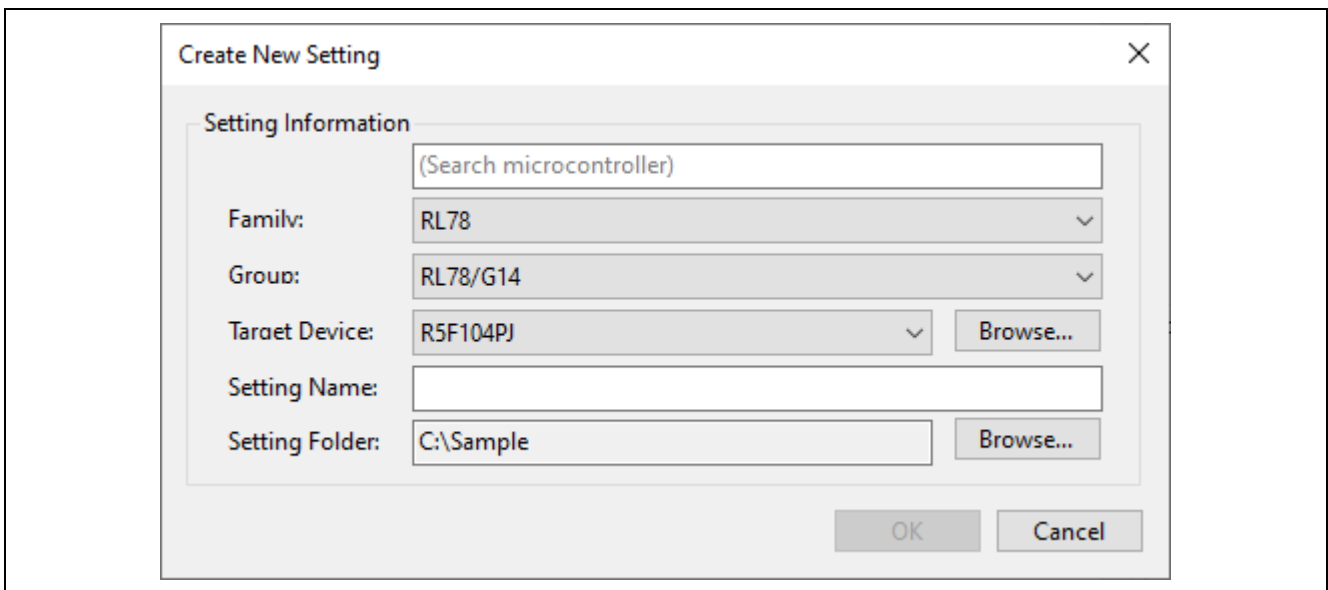 Create New Setting
Setting Information
(Search microcontroller)
Family: RL78
Group: RL78/G14
Target Device: R5F104PJ Browse...
Setting Name:
Setting Folder: C:\Sample Browse...
OK Cancel